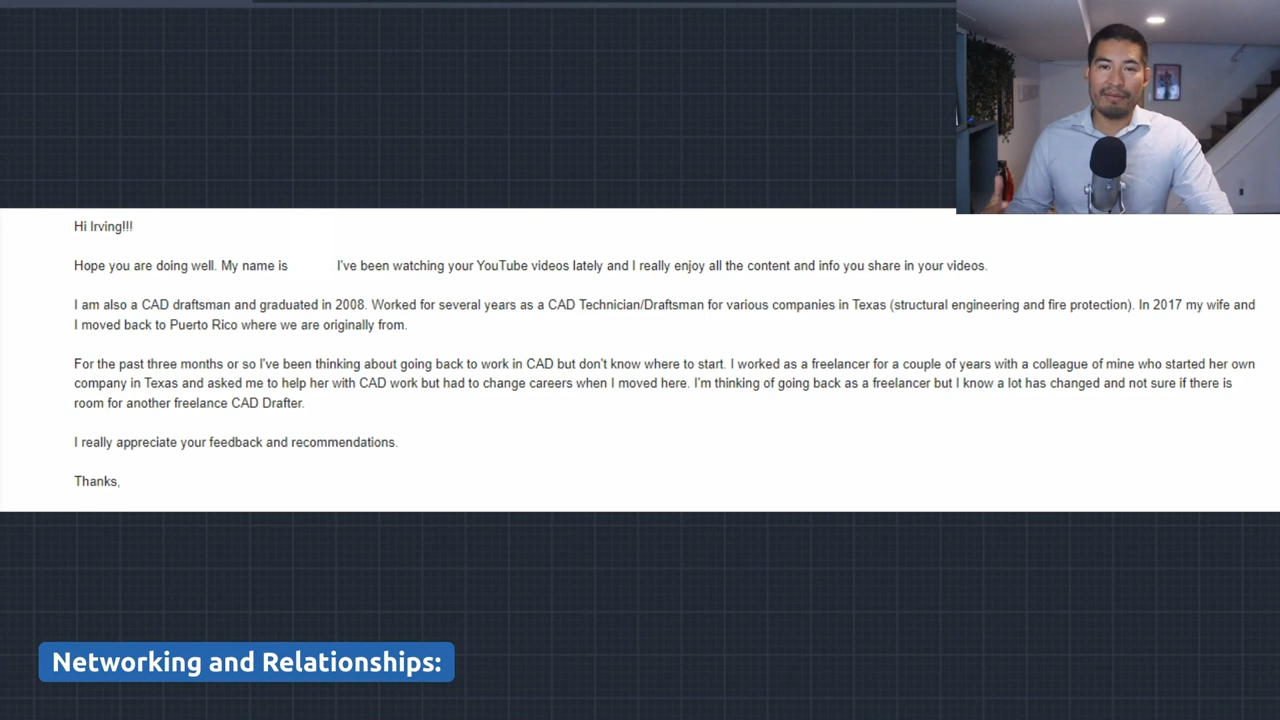 Hi Irving!!!
Hope you are doing well. My name is I've been watching your YouTube videos lately and I really enjoy all the content and info you share in your videos.
I am also a CAD draftsman and graduated in 2008. Worked for several years as a CAD Technician/Draftsman for various companies in Texas (structural engineering and fire protection). In 2017 my wife and
I moved back to Puerto Rico where we are originally from.
For the past three months or so I've been thinking about going back to work in CAD but don't know where to start. I worked as a freelancer for a couple of years with a colleague of mine who started her own
company in Texas and asked me to help her with CAD work but had to change careers when I moved here. I'm thinking of going back as a freelancer but I know a lot has changed and not sure if there is
room for another freelance CAD Drafter.
I really appreciate your feedback and recommendations.
Thanks,
Networking and Relationships: